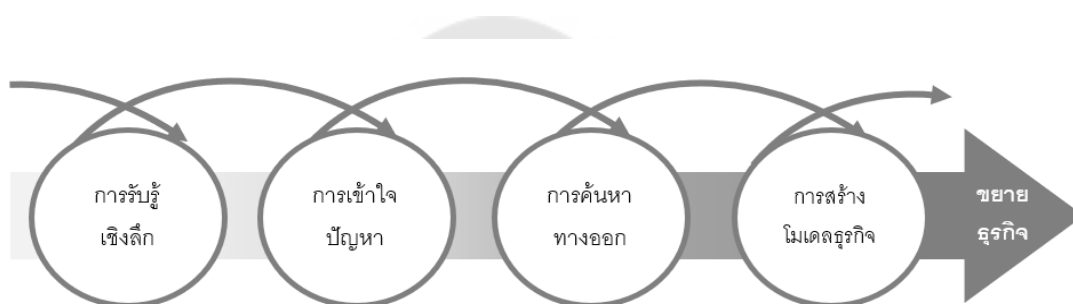 การรับรู้
เชิงลึก
การเข้าใจ
ปัญหา
การค้นหา
ทางออก
การสร้าง
โมเดลธุรกิจ
ขยาย
ธุรกิจ